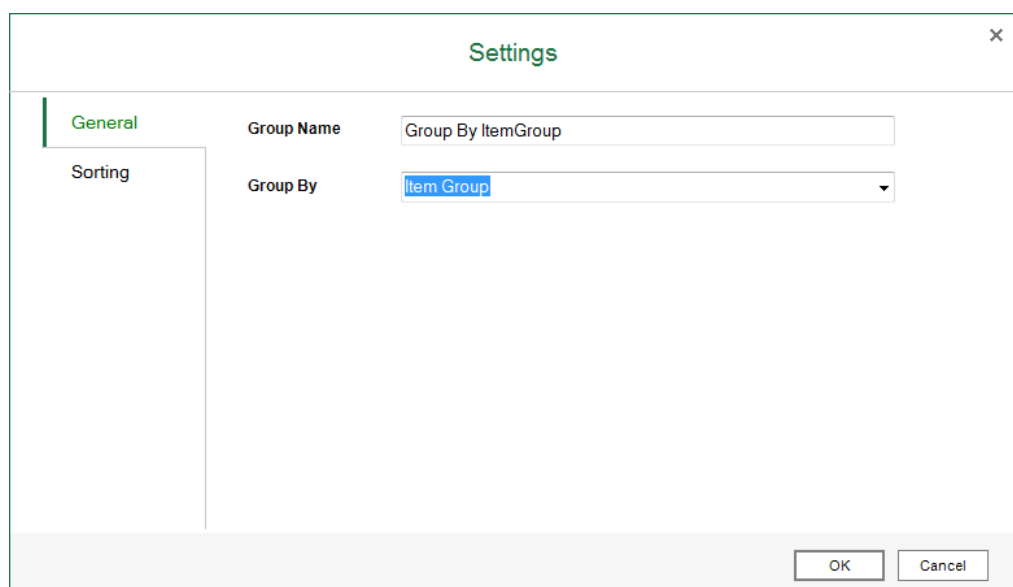 Settings
General
Group Name
Group By ItemGroup
Sorting
Group By
Item Group
OK
Cancel